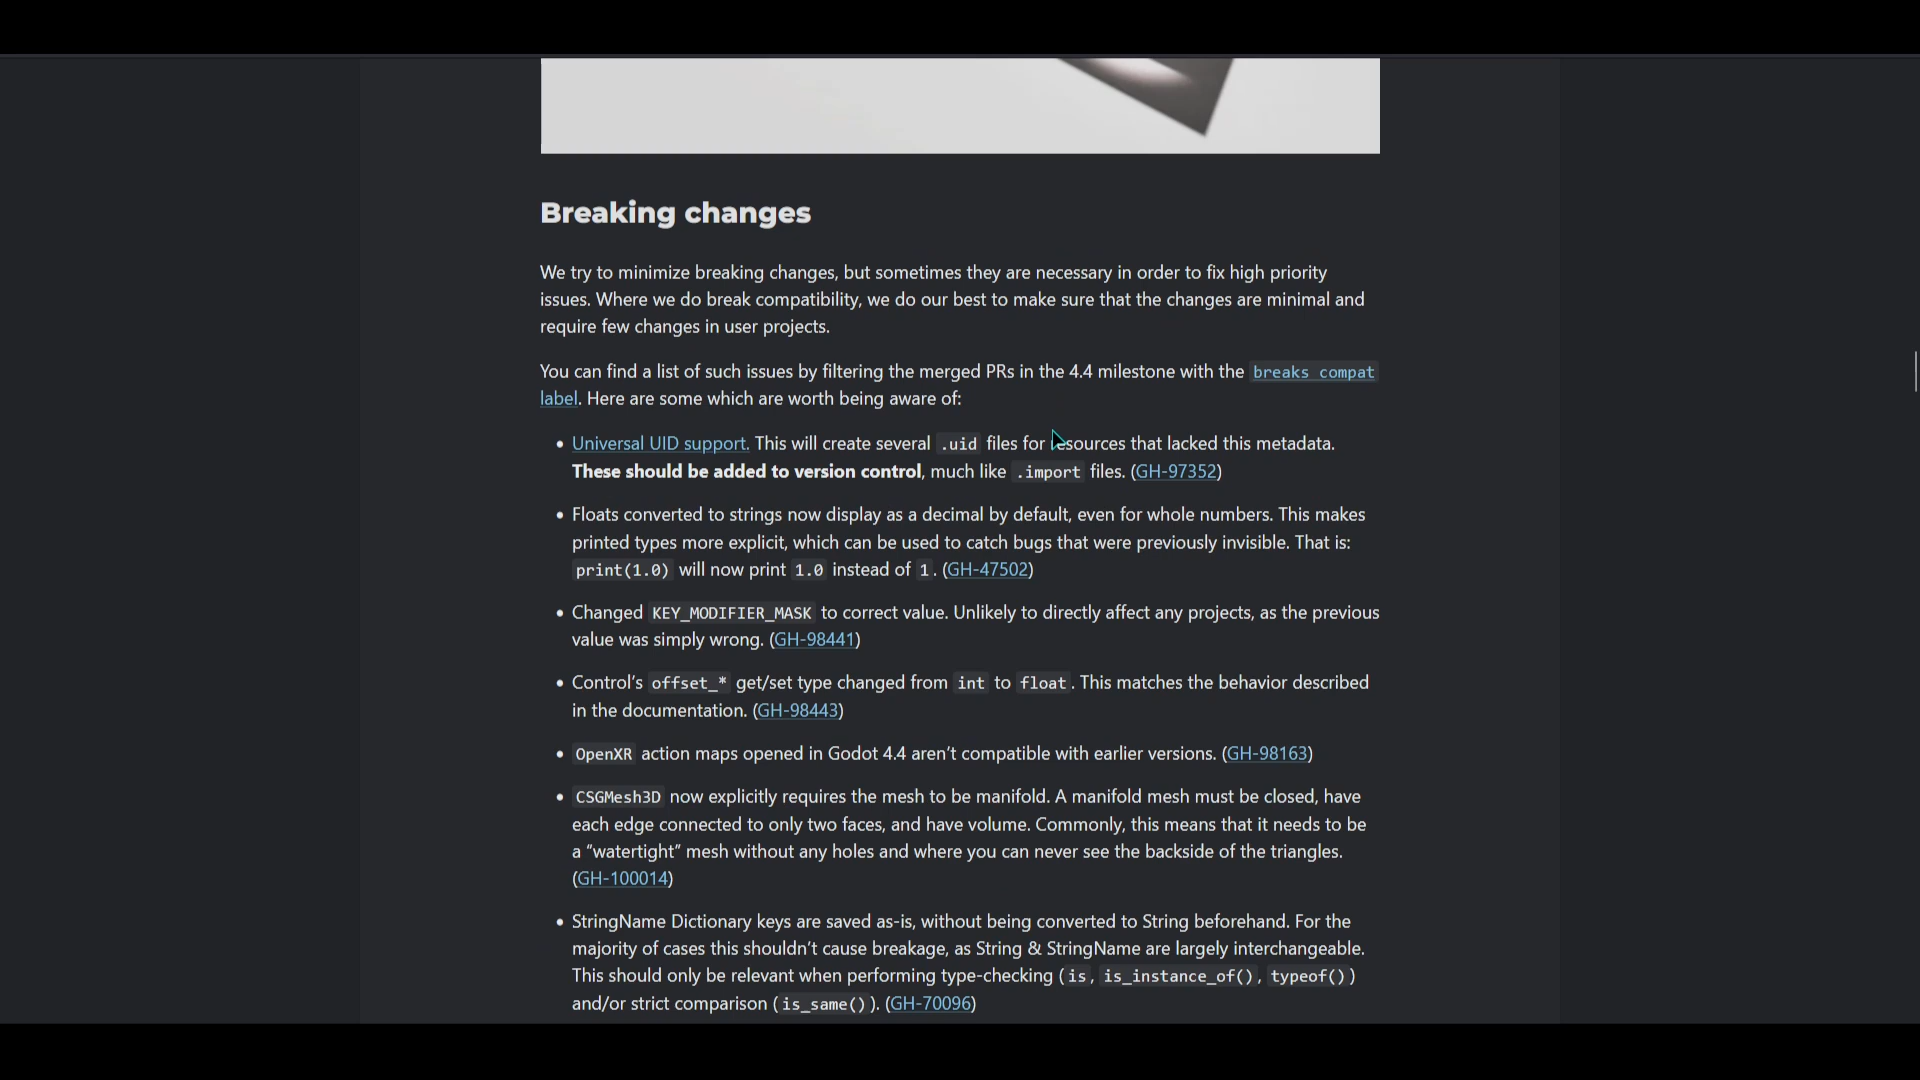 Breaking changes
We try to minimize breaking changes, but sometimes they are necessary in order to fix high priority
issues. Where we do break compatibility, we do our best to make sure that the changes are minimal and
require few changes in user projects.
You can find a list of such issues by filtering the merged PRs in the 4.4 milestone with the breaks compat
label. Here are some which are worth being aware of:
• Universal UID support. This will create several .uid files for resources that lacked this metadata.
These should be added to version control, much like .import files. (GH-97352)
• Floats converted to strings now display as a decimal by default, even for whole numbers. This makes
printed types more explicit, which can be used to catch bugs that were previously invisible. That is:
print(1.0) will now print 1.0 instead of 1. (GH-47502)
• Changed KEY_MODIFIER_MASK to correct value. Unlikely to directly affect any projects, as the previous
value was simply wrong. (GH-98441)
• Control’s offset_* get/set type changed from int to float. This matches the behavior described
in the documentation. (GH-98443)
• OpenXR action maps opened in Godot 4.4 aren’t compatible with earlier versions. (GH-98163)
• CSGMesh3D now explicitly requires the mesh to be manifold. A manifold mesh must be closed, have
each edge connected to only two faces, and have volume. Commonly, this means that it needs to be
a “watertight” mesh without any holes and where you can never see the backside of the triangles.
(GH-100014)
• StringName Dictionary keys are saved as-is, without being converted to String beforehand. For the
majority of cases this shouldn’t cause breakage, as String & StringName are largely interchangeable.
This should only be relevant when performing type-checking (is, is_instance_of(), typeof())
and/or strict comparison (is_same()). (GH-70096)